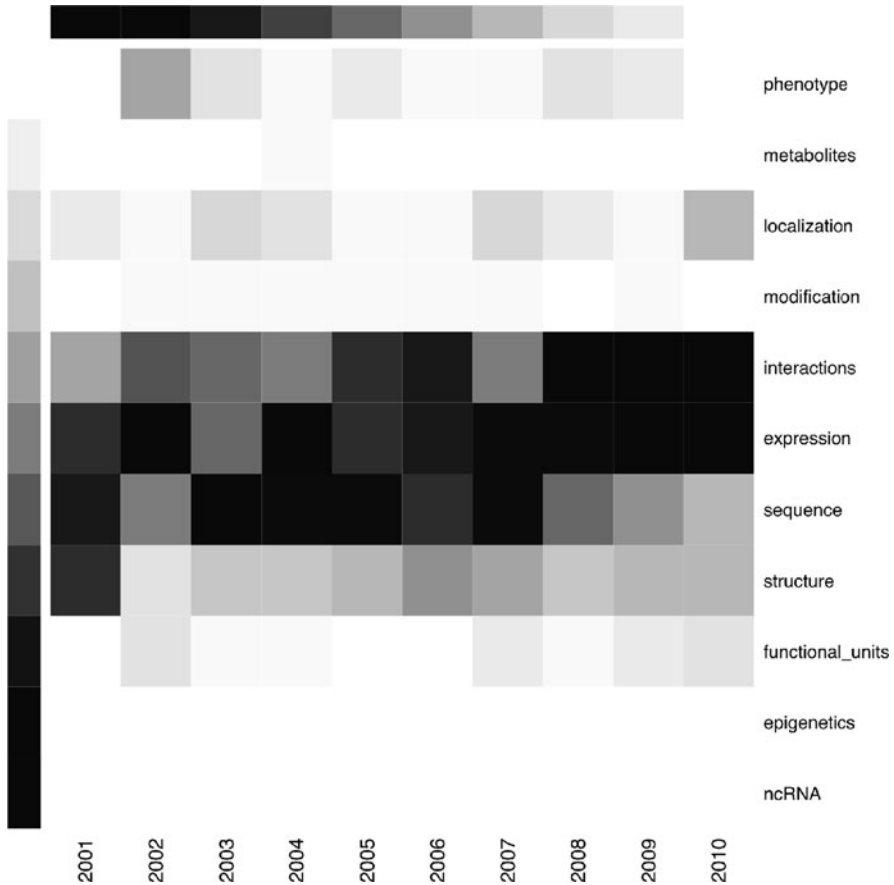 phenotype
metabolites
localization
modification
interactions
expression
sequence
structure
functional_units
epigenetics
ncRNA
2001
2002
2003
2004
2005
2006
2007
2008
2009
2010